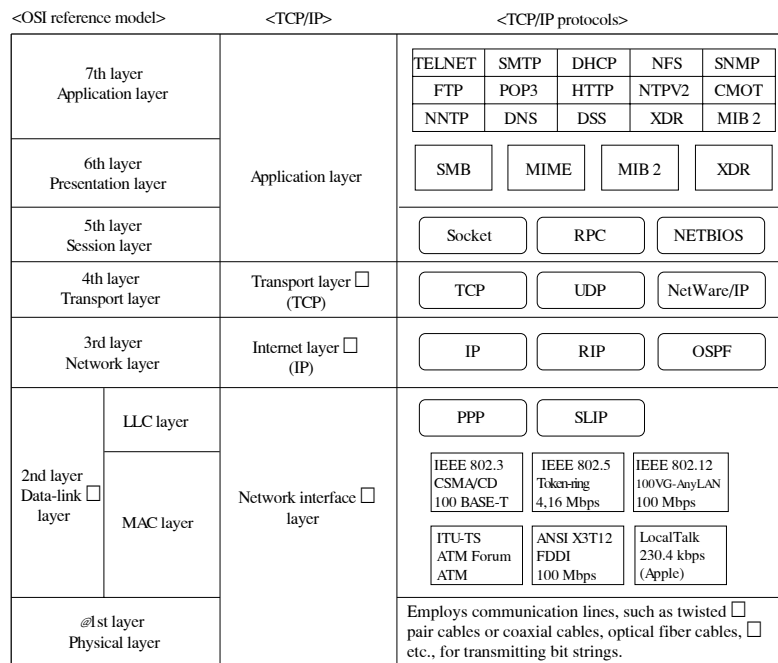 <OSI reference model> <TCP/IP> <TCP/IP protocols>
7th layer
Application layer
TELNET SMTP DHCP NFS SNMP
FTP POP3 HTTP NTPV2 CMOT
NNTP DNS DSS XDR MIB 2
6th layer
Presentation layer
Application layer
SMB MIME MIB 2 XDR
5th layer
Session layer
Socket RPC NETBIOS
4th layer
Transport layer
Transport layer □
(TCP)
TCP UDP NetWare/IP
3rd layer
Network layer
Internet layer □
(IP)
IP RIP OSPF
2nd layer
Data-link □
layer
LLC layer
MAC layer
Network interface □
layer
PPP SLIP
IEEE 802.3
CSMA/CD
100 BASE-T
IEEE 802.5
Token-ring
4,16 Mbps
IEEE 802.12
100VG-AnyLAN
100 Mbps
ITU-TS
ATM Forum
ATM
ANSI X3T12
FDDI
100 Mbps
LocalTalk
230.4 kbps
(Apple)
@1st layer
Physical layer
Employs communication lines, such as twisted □
pair cables or coaxial cables, optical fiber cables, □
etc., for transmitting bit strings.